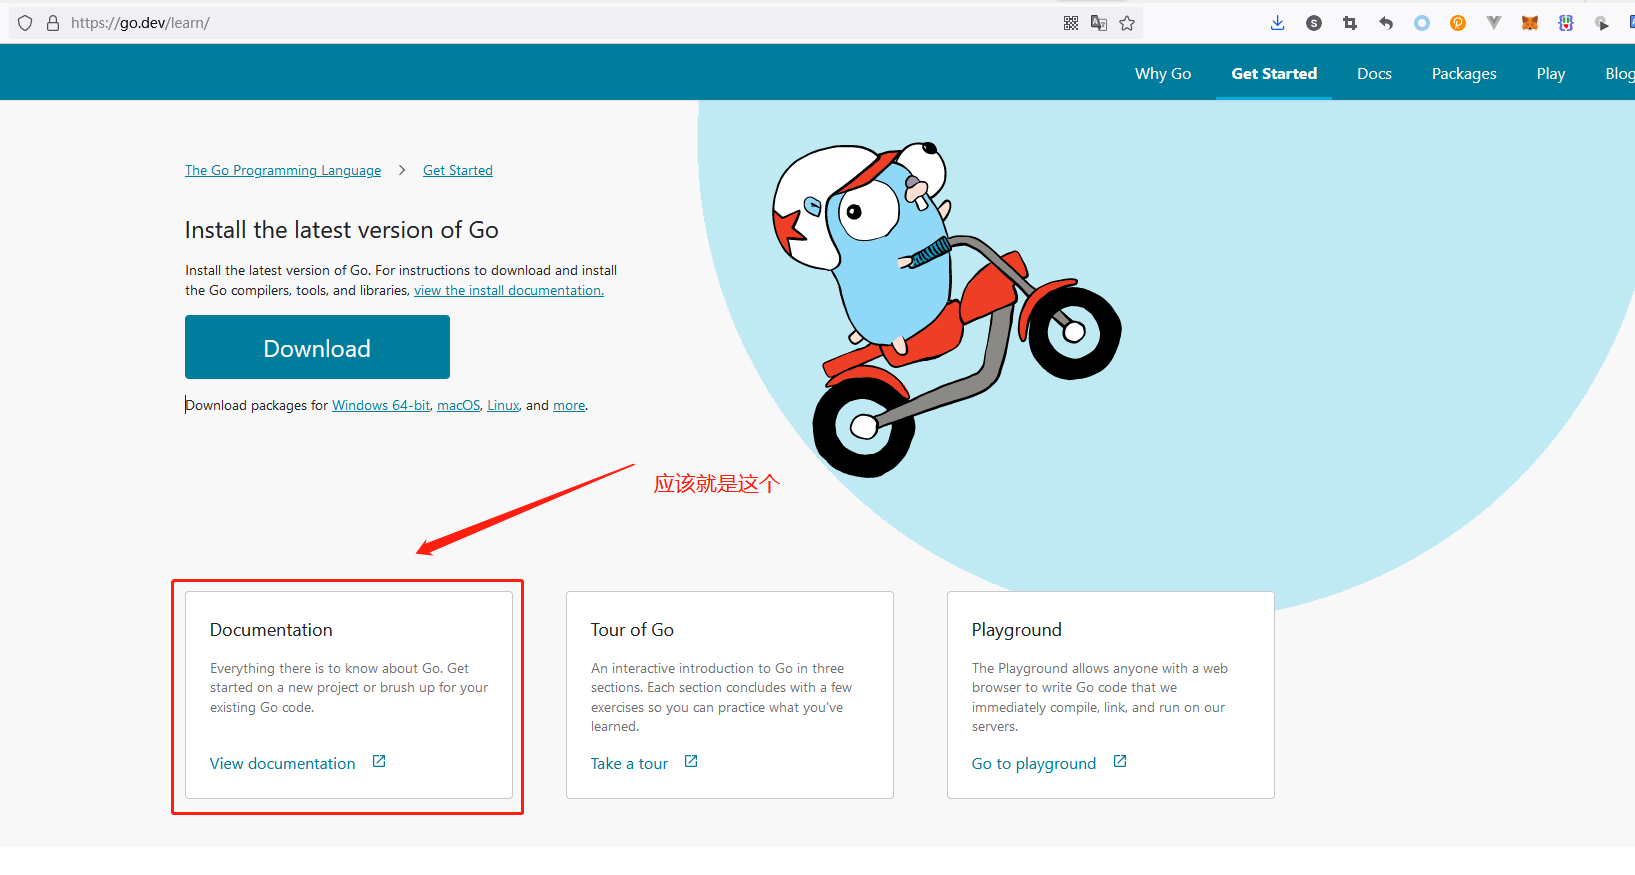 https://go.dev/learn/
Why Go
Get Started
Docs
Packages
Play
Blog
The Go Programming Language > Get Started
Install the latest version of Go
Install the latest version of Go. For instructions to download and install
the Go compilers, tools, and libraries, view the install documentation.
Download
Download packages for Windows 64-bit, macOS, Linux, and more.
应该就是这个
Documentation
Everything there is to know about Go. Get
started on a new project or brush up for your
existing Go code.
View documentation
Tour of Go
An interactive introduction to Go in three
sections. Each section concludes with a few
exercises so you can practice what you've
learned.
Take a tour
Playground
The Playground allows anyone with a web
browser to write Go code that we
immediately compile, link, and run on our
servers.
Go to playground